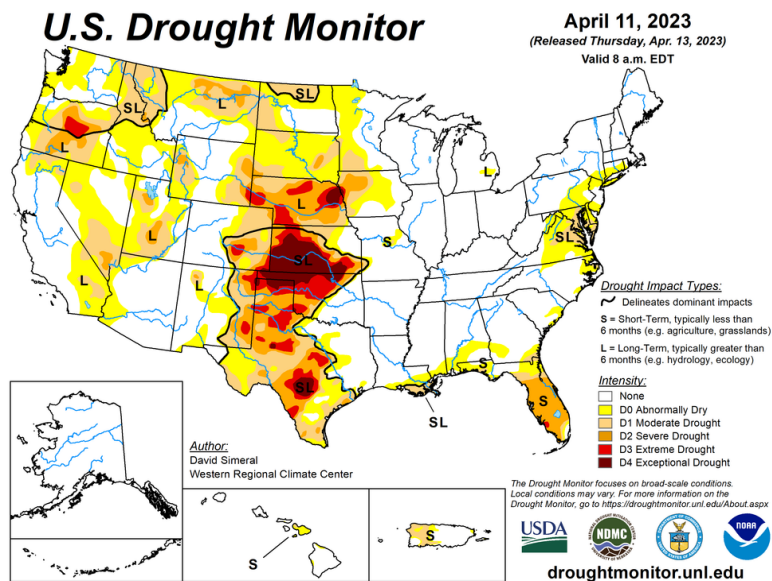 U.S. Drought Monitor
April 11, 2023
(Released Thursday, Apr. 13, 2023)
Valid 8 a.m. EDT
SL
L
SL
L
L
L
SL
S
L
L
L
SL
SL
S
S
SL
SL
Drought Impact Types:
Delineates dominant impacts
S = Short-Term, typically less than
6 months (e.g. agriculture, grasslands)
L = Long-Term, typically greater than
6 months (e.g. hydrology, ecology)
Intensity:
None
D0 Abnormally Dry
D1 Moderate Drought
D2 Severe Drought
D3 Extreme Drought
D4 Exceptional Drought
Author:
David Simeral
Western Regional Climate Center
S
S
The Drought Monitor focuses on broad-scale conditions.
Local conditions may vary. For more information on the
Drought Monitor, go to https://droughtmonitor.unl.edu/About.aspx
USDA
NDMC
NOAA
droughtmonitor.unl.edu